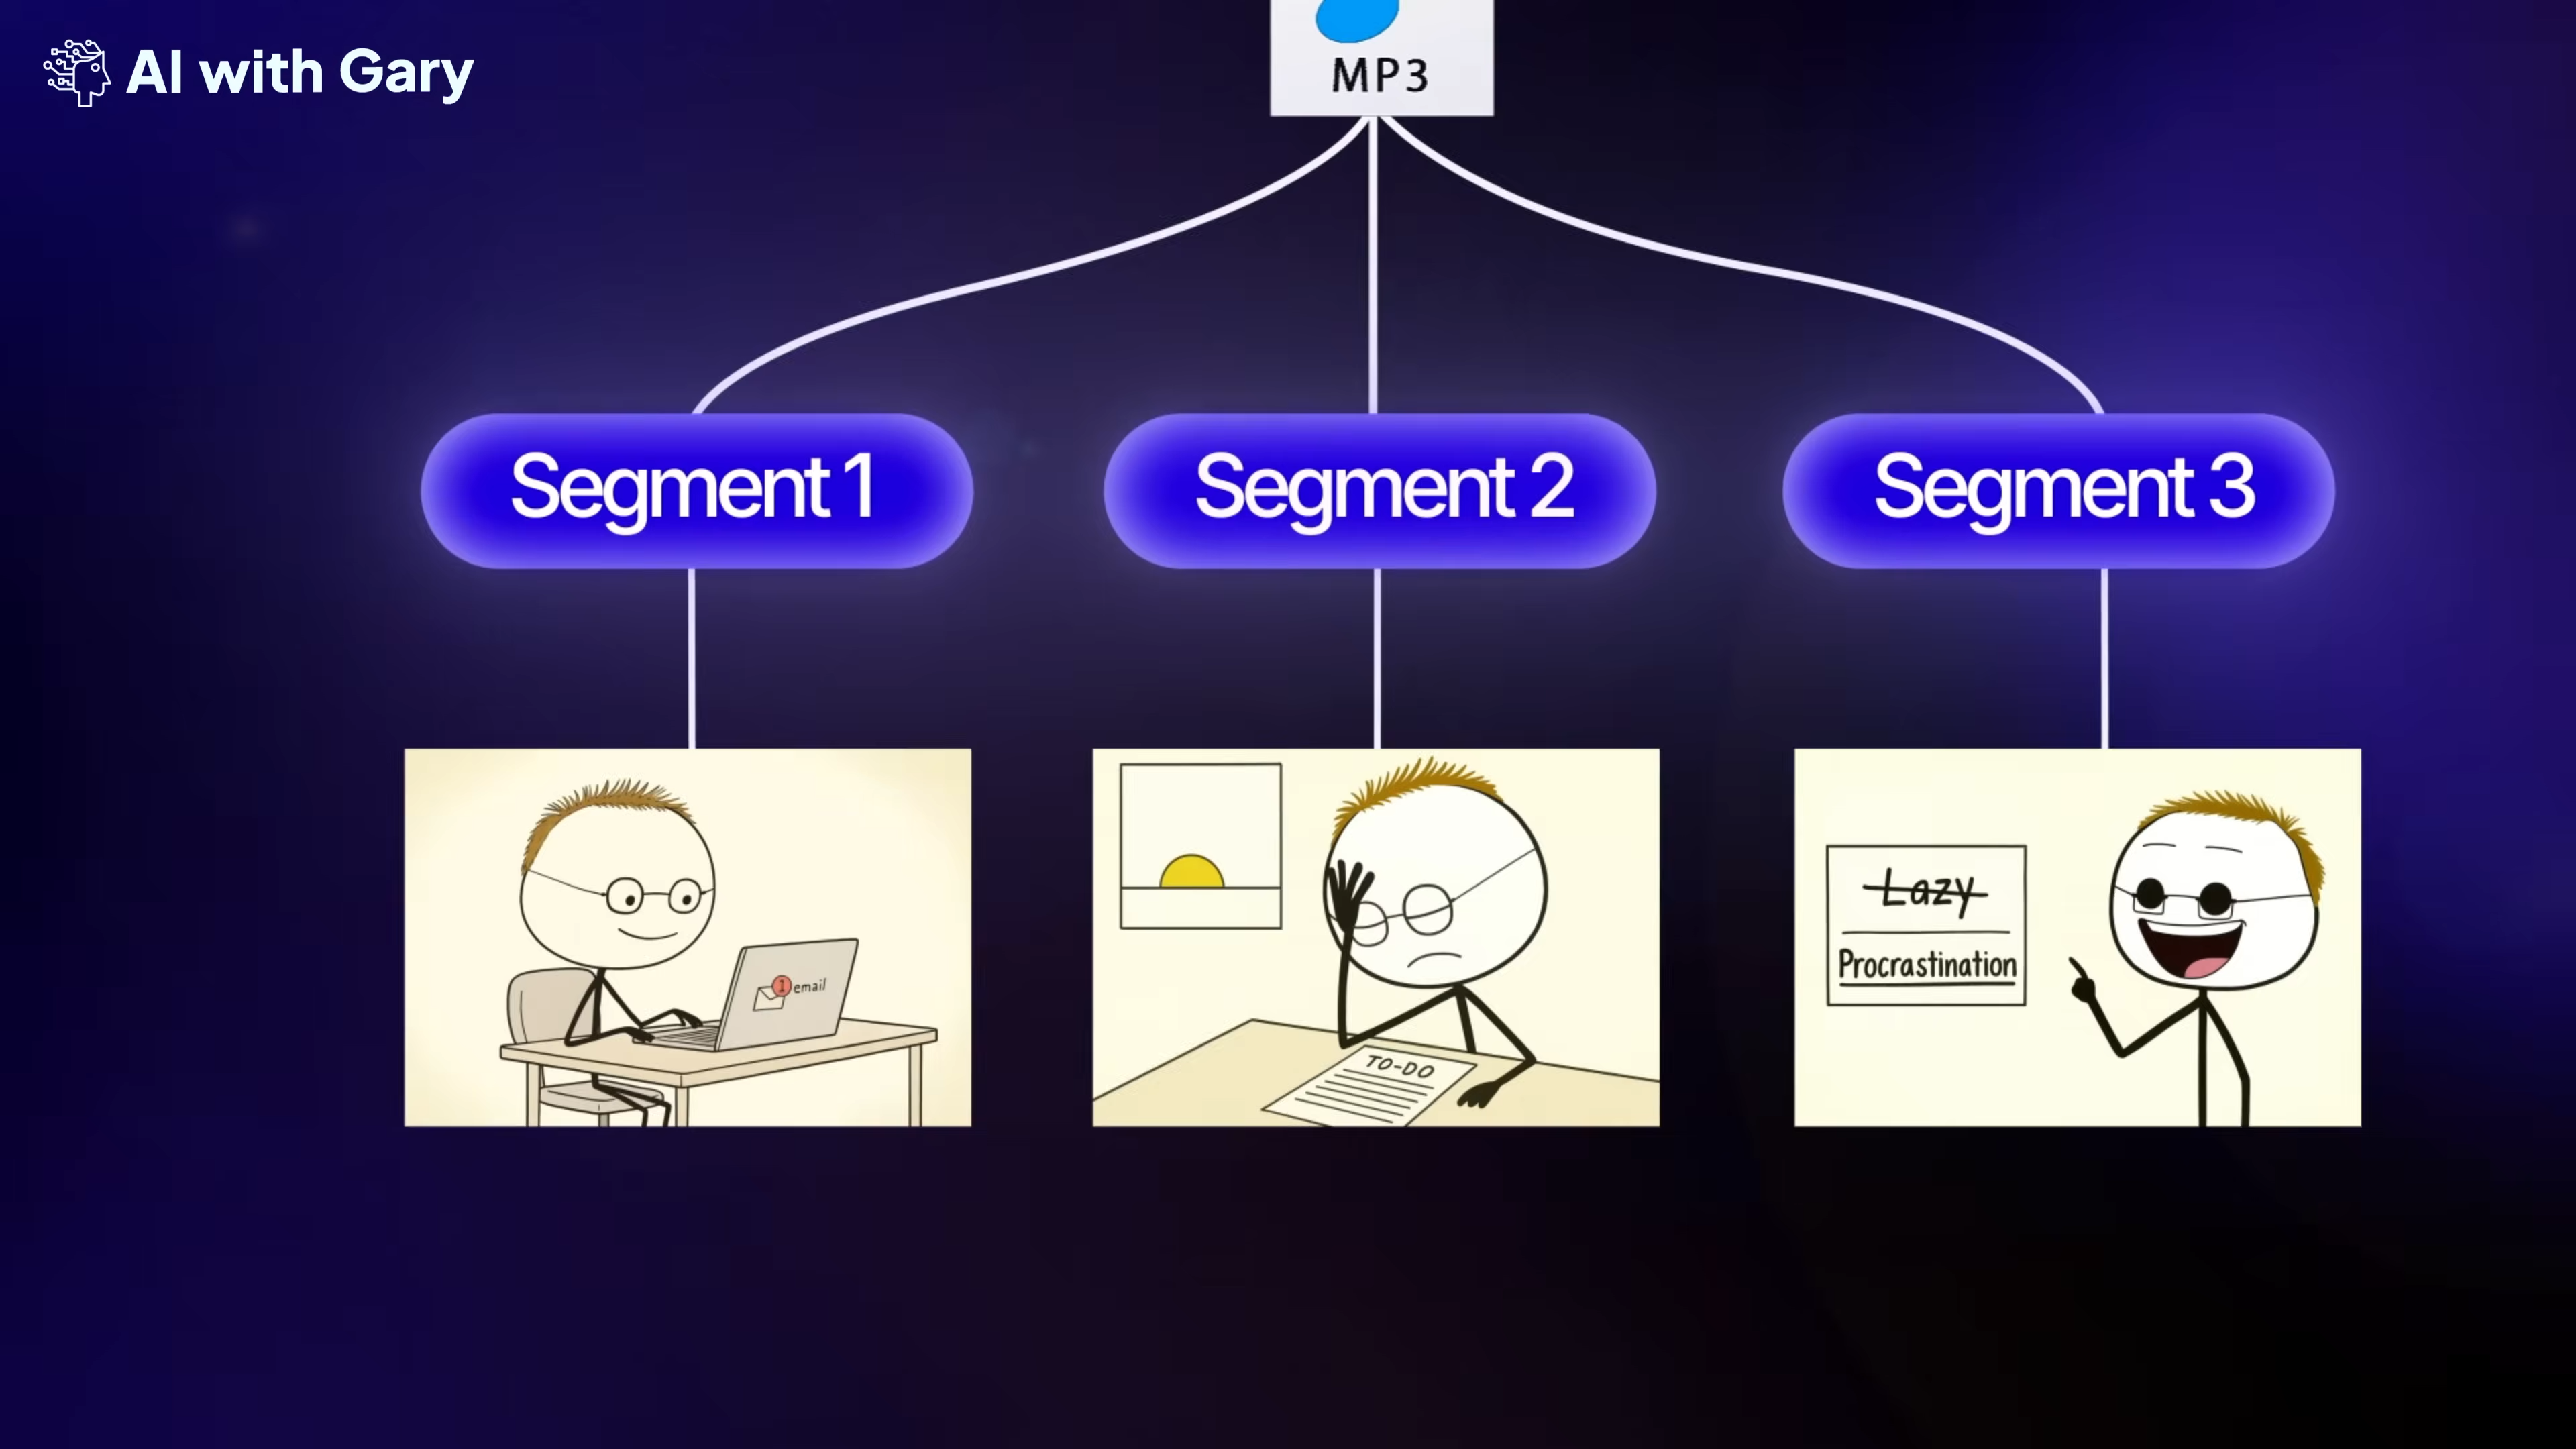 AI with Gary
MP3
Segment 1
Segment 2
Segment 3
1 email
TO-DO
Lazy
Procrastination